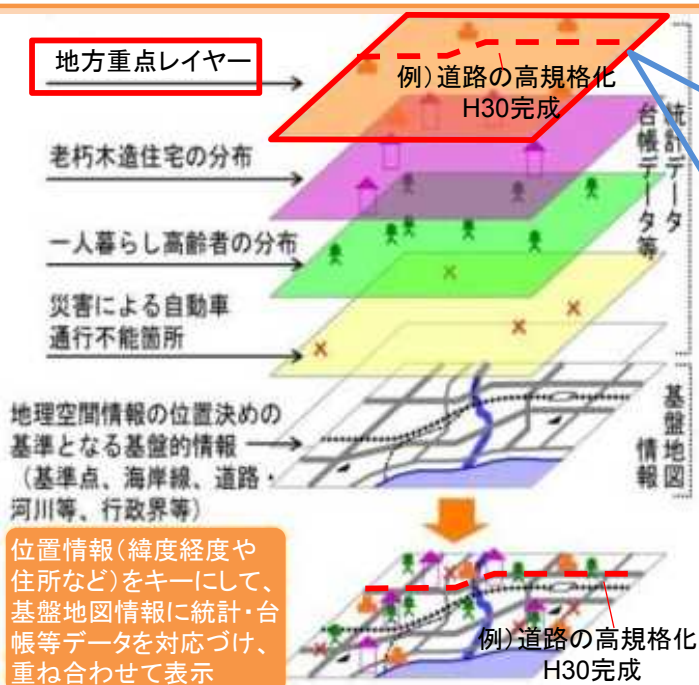 地方重点レイヤー
例)道路の高規格化
H30完成
老朽木造住宅の分布
一人暮らし高齢者の分布
災害による自動車
通行不能箇所
統計データ
台帳データ等
地理空間情報の位置決めの
基準となる基盤的情報
(基準点、海岸線、道路・
河川等、行政界等)
基盤地図
情報
位置情報(緯度経度や
住所など)をキーにして、
基盤地図情報に統計・台
帳等データを対応づけ、
重ね合わせて表示
例)道路の高規格化
H30完成